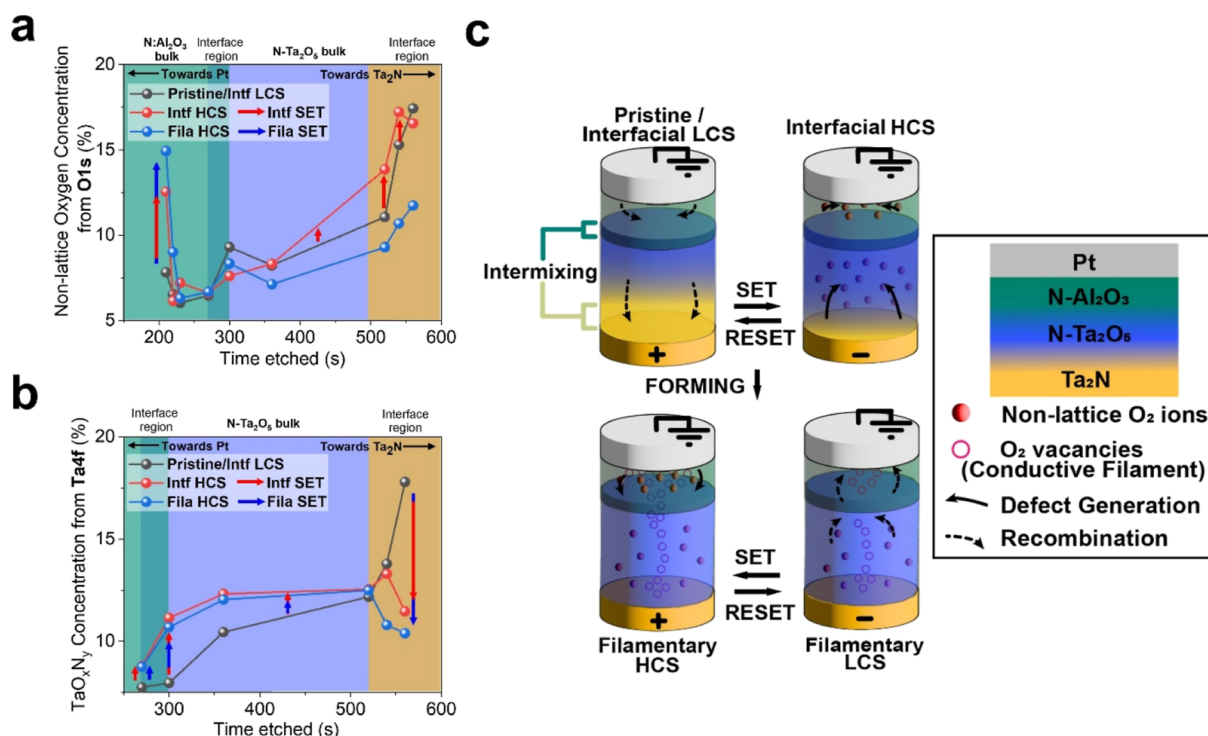 a
N:Al₂O₃ bulk
Interface region
N-Ta₂O₅ bulk
Interface region
Towards Pt
Towards Ta₂N
Pristine/Intf LCS
Intf HCS
Intf SET
Fila HCS
Fila SET
Non-lattice Oxygen Concentration
from O1s (%)
20
15
10
5
200
300
400
500
600
Time etched (s)
b
Interface region
N-Ta₂O₅ bulk
Interface region
Towards Pt
Towards Ta₂N
Pristine/Intf LCS
Intf HCS
Intf SET
Fila HCS
Fila SET
TaOₓNᵧ Concentration from Ta4f (%)
20
15
10
300
400
500
600
Time etched (s)
c
Pristine /
Interfacial LCS
Interfacial HCS
Intermixing
+
-
SET
RESET
FORMING
SET
RESET
+
-
Filamentary
HCS
Filamentary
LCS
Pt
N-Al₂O₃
N-Ta₂O₅
Ta₂N
Non-lattice O₂ ions
O₂ vacancies
(Conductive Filament)
Defect Generation
Recombination